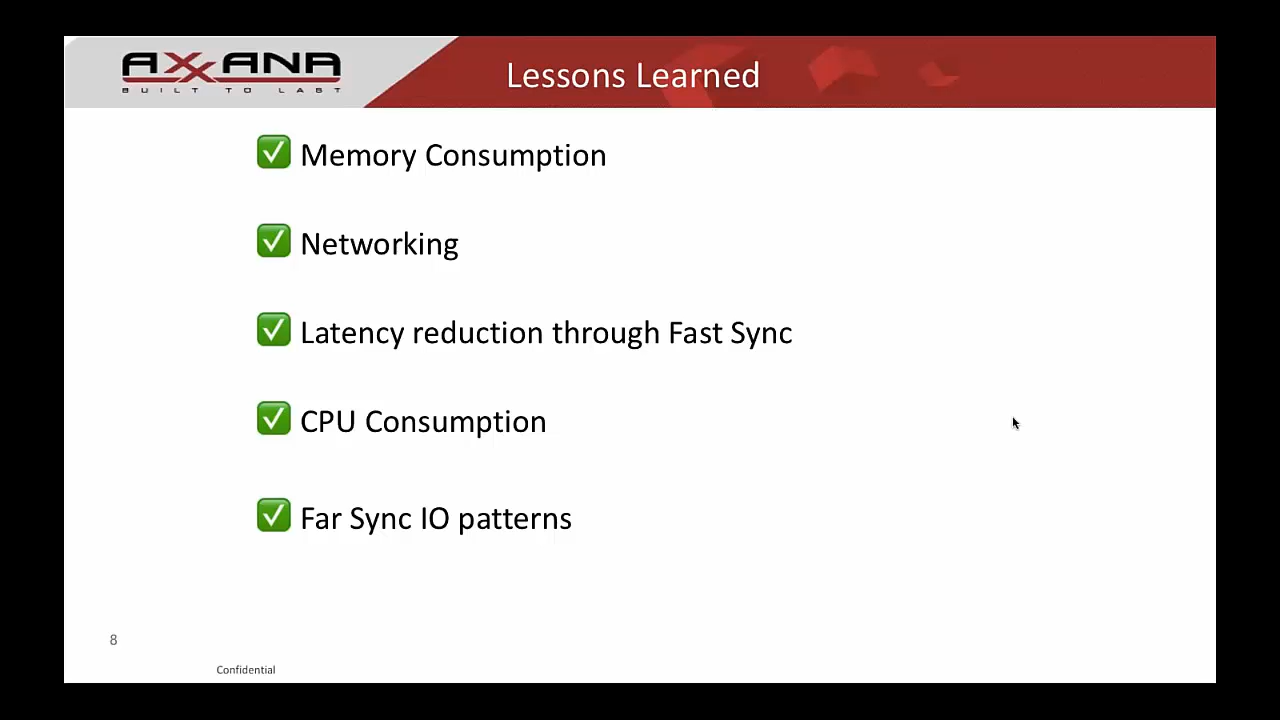 AXXANA
BUILT TO LAST
Lessons Learned
✅ Memory Consumption
✅ Networking
✅ Latency reduction through Fast Sync
✅ CPU Consumption
✅ Far Sync IO patterns
8
Confidential